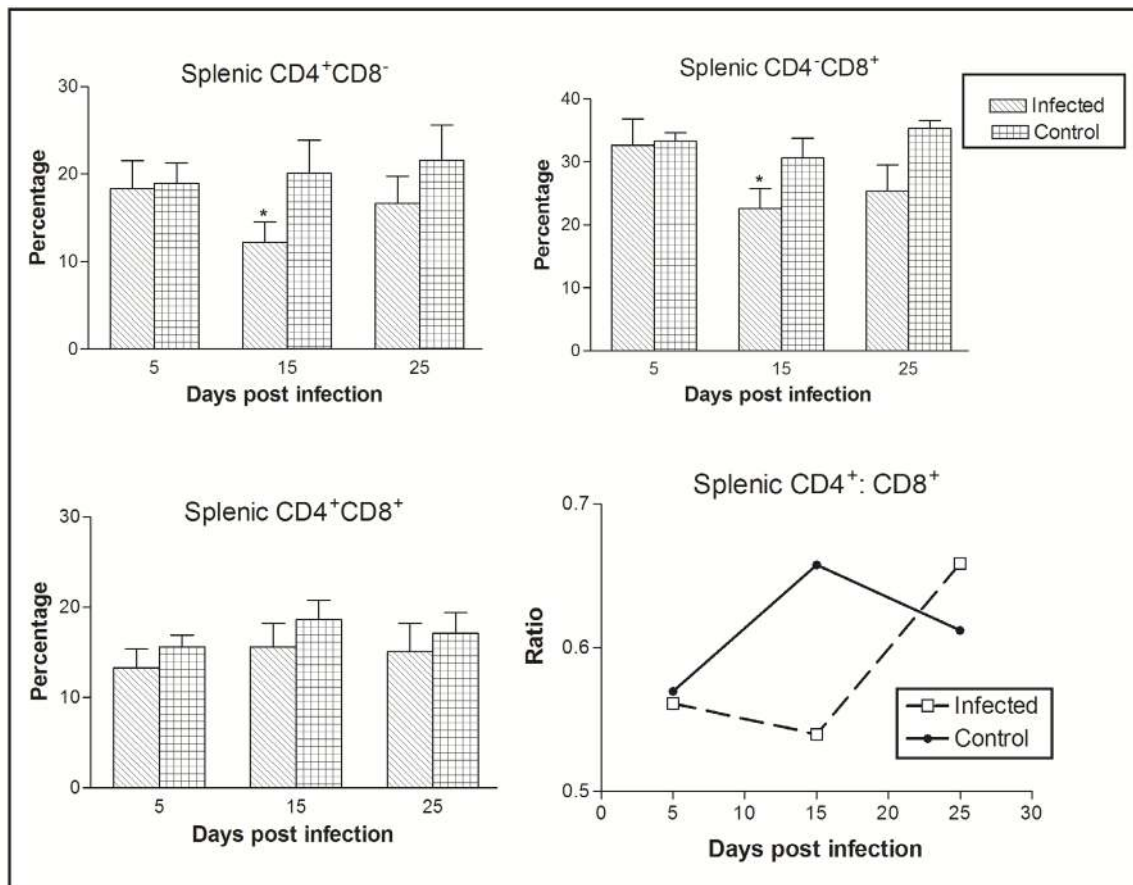 Splenic CD4⁺CD8⁻
30
20
10
0
Percentage
*
5 15 25
Days post infection
Splenic CD4⁻CD8⁺
40
30
20
10
0
Percentage
*
5 15 25
Days post infection
Infected
Control
Splenic CD4⁺CD8⁺
30
20
10
0
Percentage
5 15 25
Days post infection
Splenic CD4⁺: CD8⁺
0.7
0.6
0.5
Ratio
0 5 10 15 20 25 30
Days post infection
Infected
Control